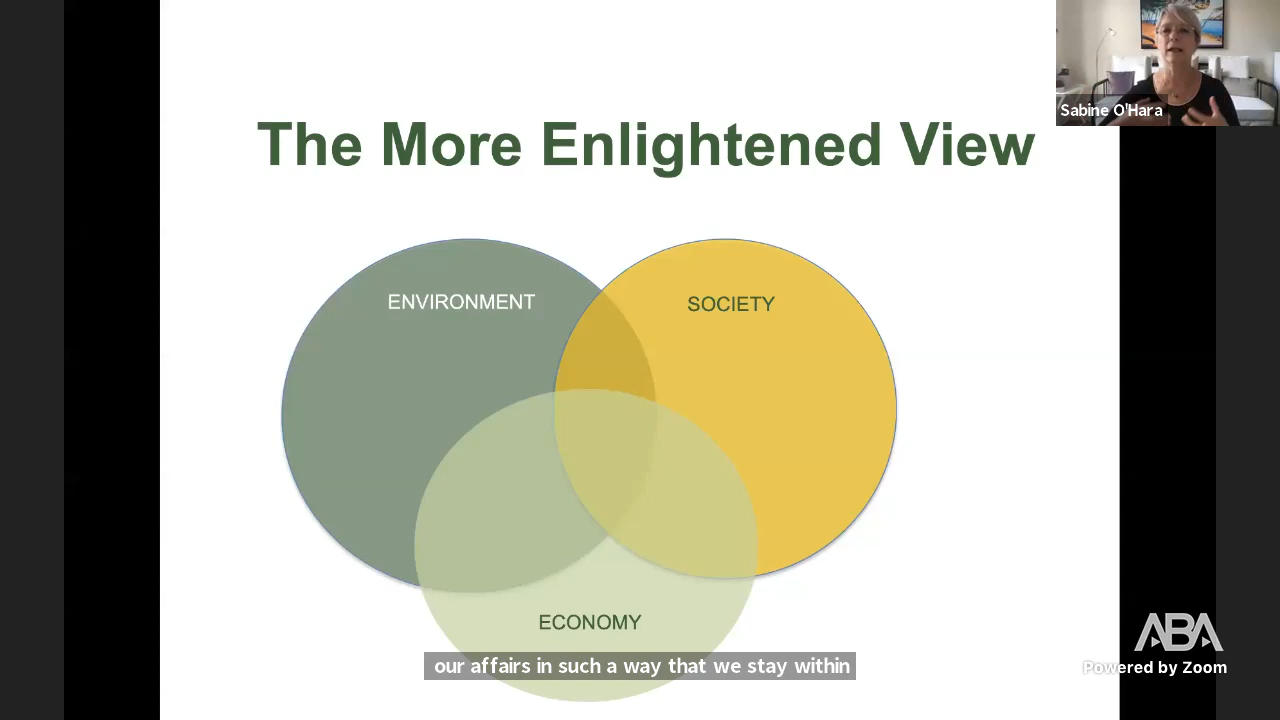 Sabine O'Hara
The More Enlightened View
ENVIRONMENT
SOCIETY
ECONOMY
our affairs in such a way that we stay within
ABA
Powered by Zoom